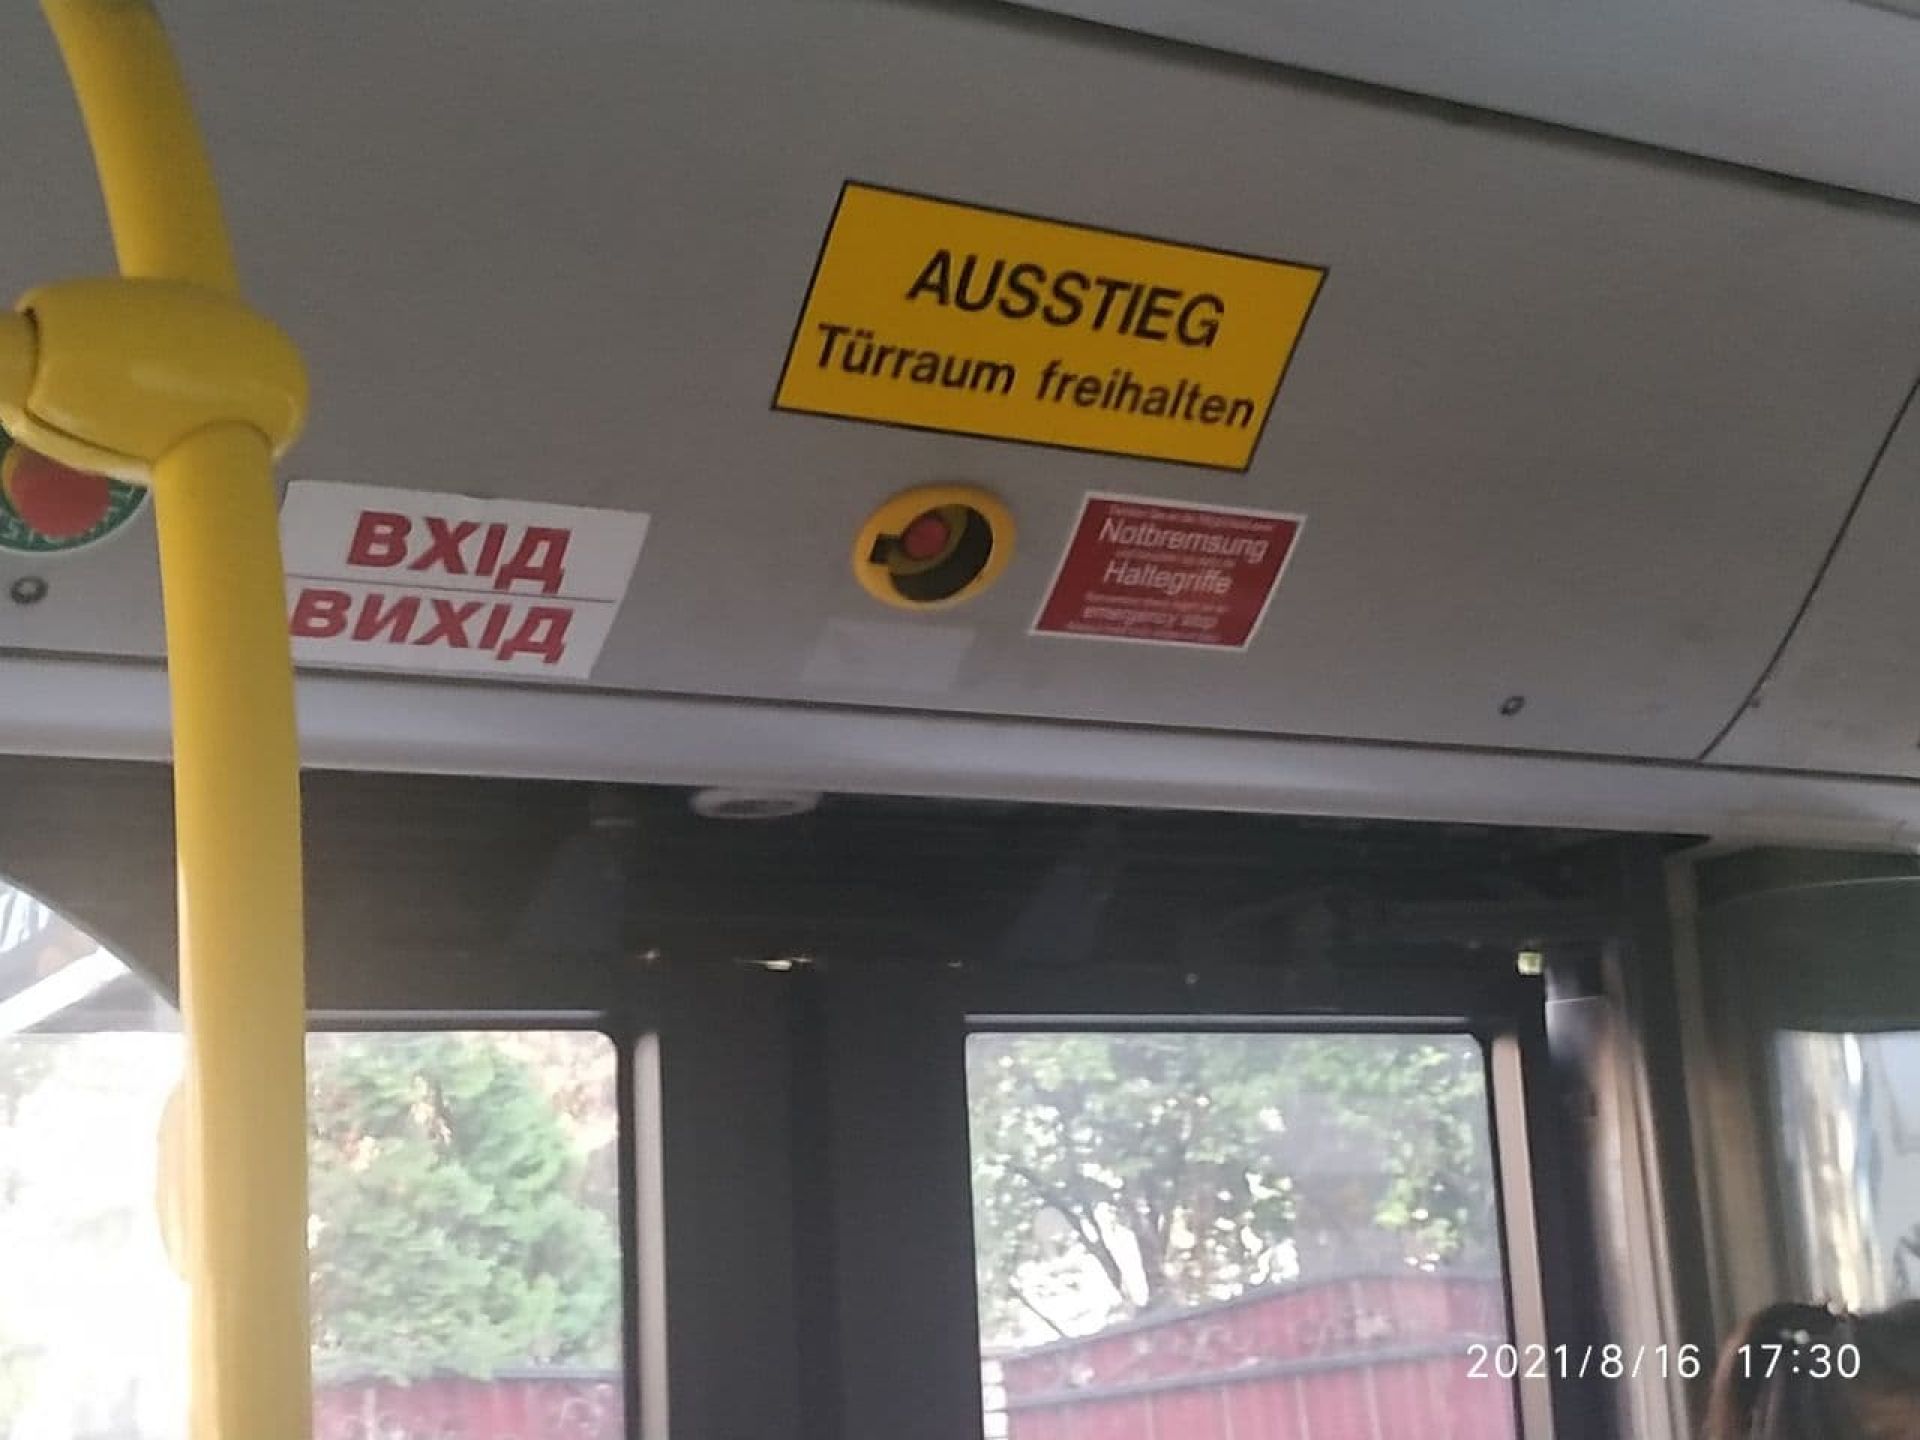 AUSSTIEG
Türraum freihalten
ВХІД
ВИХІД
Notbremsung
Haltegriffe
emergency stop
2021/8/16 17:30